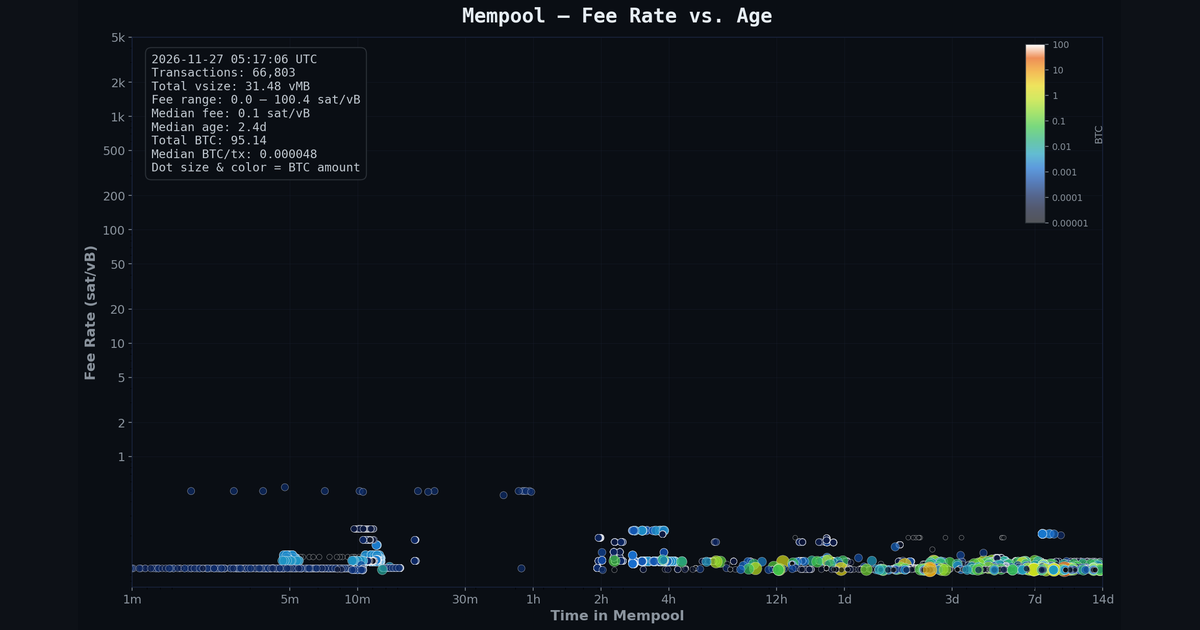 Mempool — Fee Rate vs. Age
2026-11-27 05:17:06 UTC
Transactions: 66,803
Total vsize: 31.48 vMB
Fee range: 0.0 — 100.4 sat/vB
Median fee: 0.1 sat/vB
Median age: 2.4d
Total BTC: 95.14
Median BTC/tx: 0.000048
Dot size & color = BTC amount
5k
2k
1k
500
200
100
50
20
10
5
2
1
Fee Rate (sat/vB)
100
10
1
0.1
0.01
0.001
0.0001
0.00001
BTC
1m
5m
10m
30m
1h
2h
4h
12h
1d
3d
7d
14d
Time in Mempool